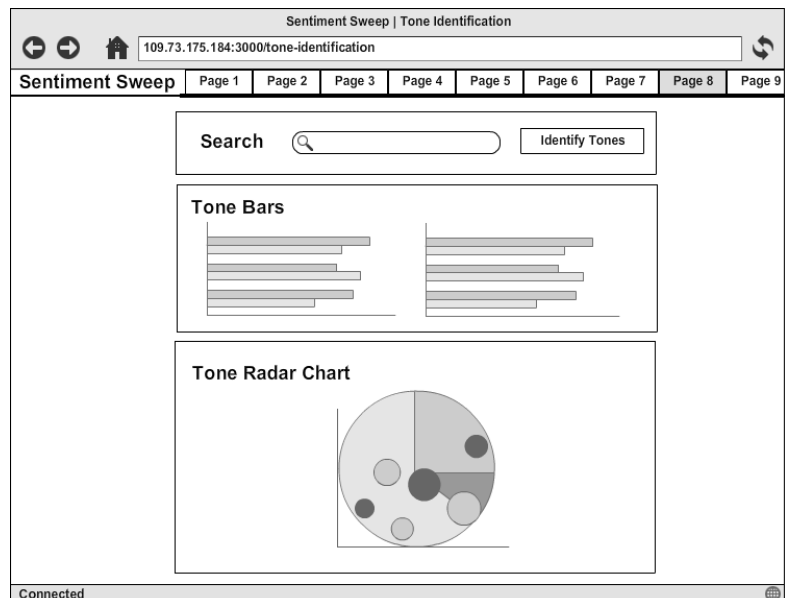 Sentiment Sweep | Tone Identification
109.73.175.184:3000/tone-identification
Sentiment Sweep Page 1 Page 2 Page 3 Page 4 Page 5 Page 6 Page 7 Page 8 Page 9
Search Identify Tones
Tone Bars
Tone Radar Chart
Connected